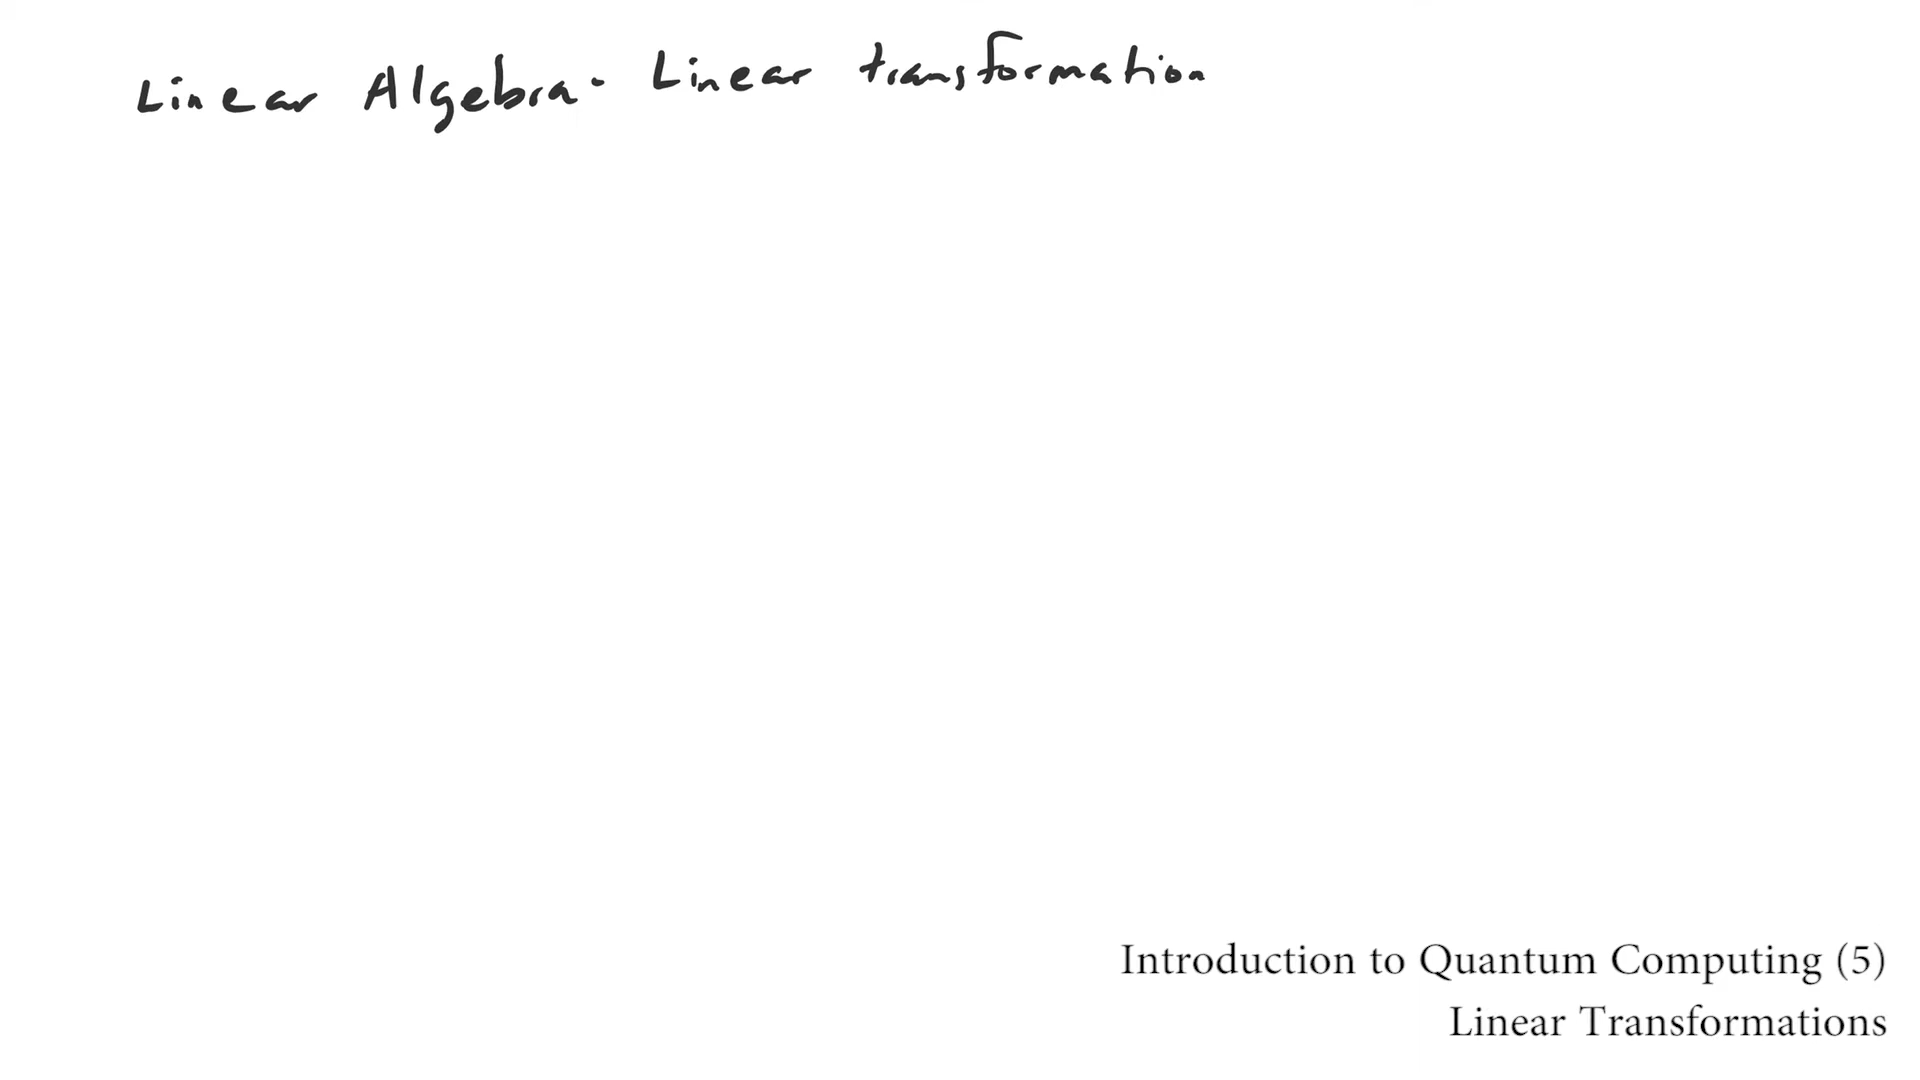 Linear Algebra - Linear transformation
Introduction to Quantum Computing (5)
Linear Transformations